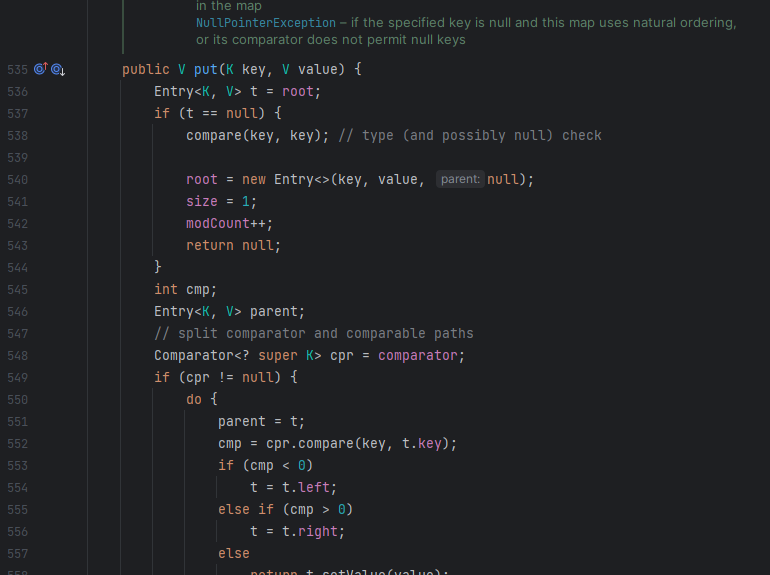 in the map
NullPointerException – if the specified key is null and this map uses natural ordering,
or its comparator does not permit null keys
535 public V put(K key, V value) {
536 Entry<K, V> t = root;
537 if (t == null) {
538 compare(key, key); // type (and possibly null) check
539
540 root = new Entry<>(key, value, parent: null);
541 size = 1;
542 modCount++;
543 return null;
544 }
545 int cmp;
546 Entry<K, V> parent;
547 // split comparator and comparable paths
548 Comparator<? super K> cpr = comparator;
549 if (cpr != null) {
550 do {
551 parent = t;
552 cmp = cpr.compare(key, t.key);
553 if (cmp < 0)
554 t = t.left;
555 else if (cmp > 0)
556 t = t.right;
557 else
558 return t.setValue(value);